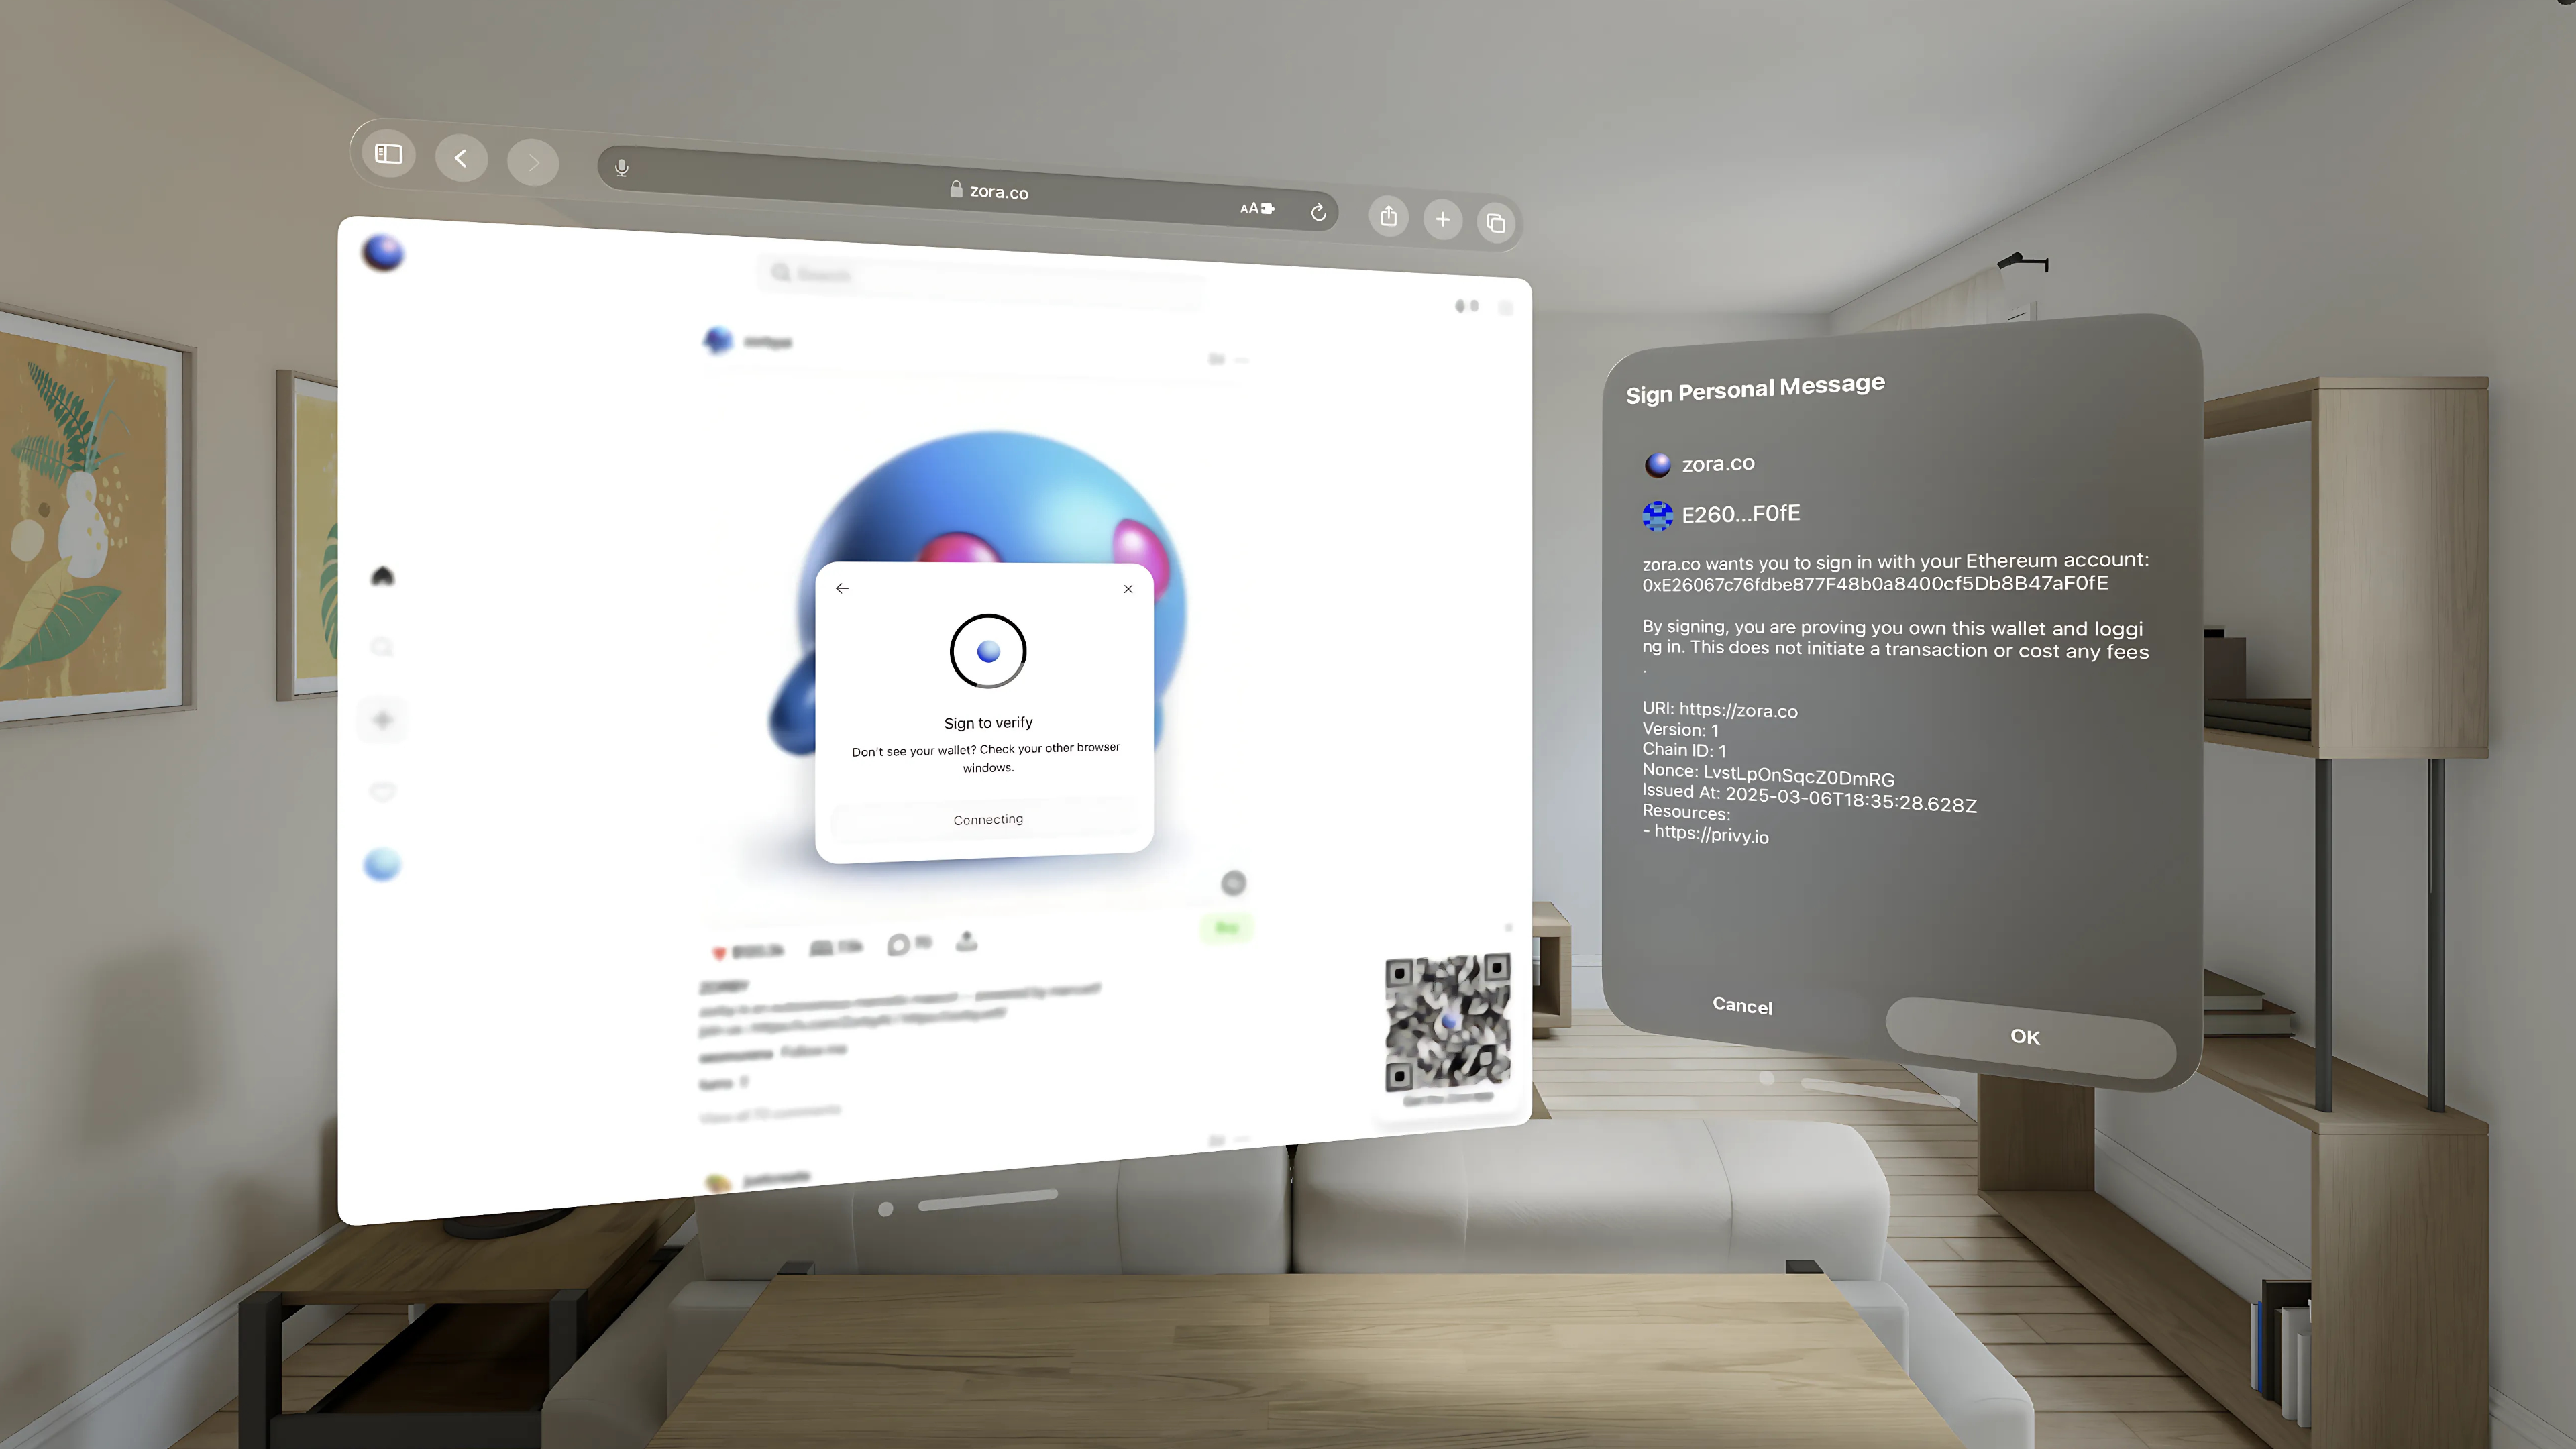 zora.co
AA
Search
Sign to verify
Don't see your wallet? Check your other browser
windows.
Connecting
Buy
Sign Personal Message
zora.co
E260...F0fE
zora.co wants you to sign in with your Ethereum account:
0xE26067c76fdbe877F48b0a8400cf5Db8B47aF0fE
By signing, you are proving you own this wallet and loggi
ng in. This does not initiate a transaction or cost any fees
.
URI: https://zora.co
Version: 1
Chain ID: 1
Nonce: LvstLpOnSqcZ0DmRG
Issued At: 2025-03-06T18:35:28.628Z
Resources:
- https://privy.io
Cancel
OK